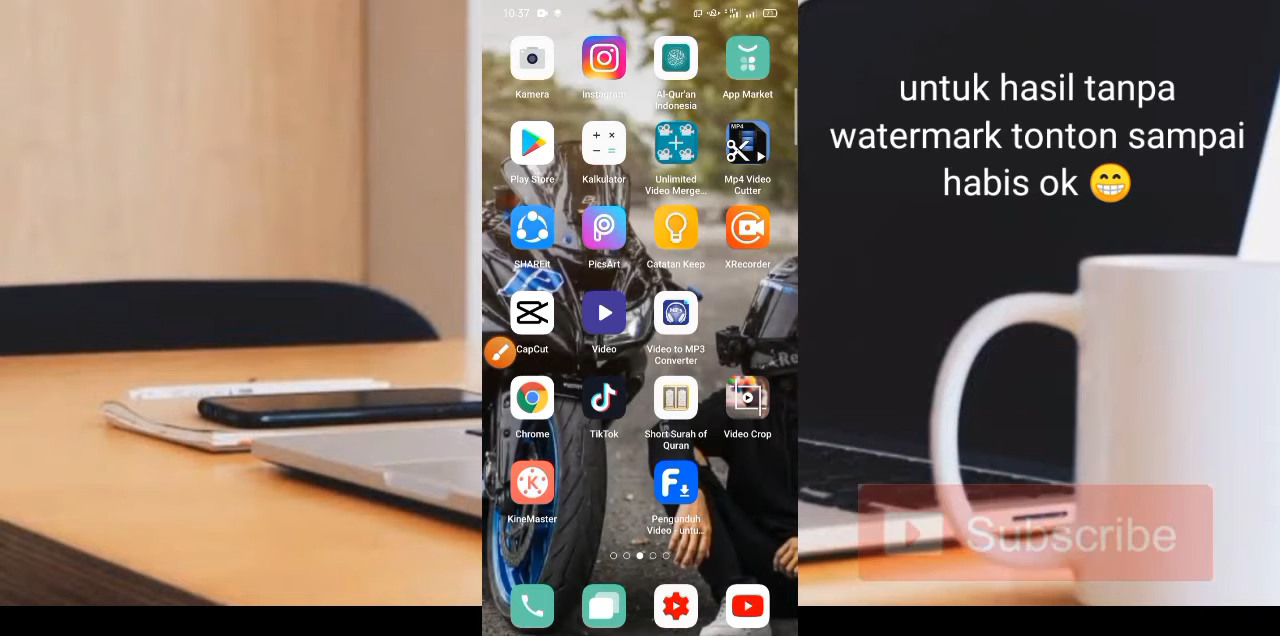 10.37
71
Kamera
Instagram
Al-Qur'an
Indonesia
App Market
MP4
Play Store
Kalkulator
Unlimited
Video Merge...
Mp4 Video
Cutter
SHAREit
PicsArt
Catatan Keep
XRecorder
CapCut
Video
Video to MP3
Converter
Chrome
TikTok
Short Surah of
Quran
Video Crop
KineMaster
Pengunduh
Video - untu...
untuk hasil tanpa
watermark tonton sampai
habis ok 😁
Subscribe